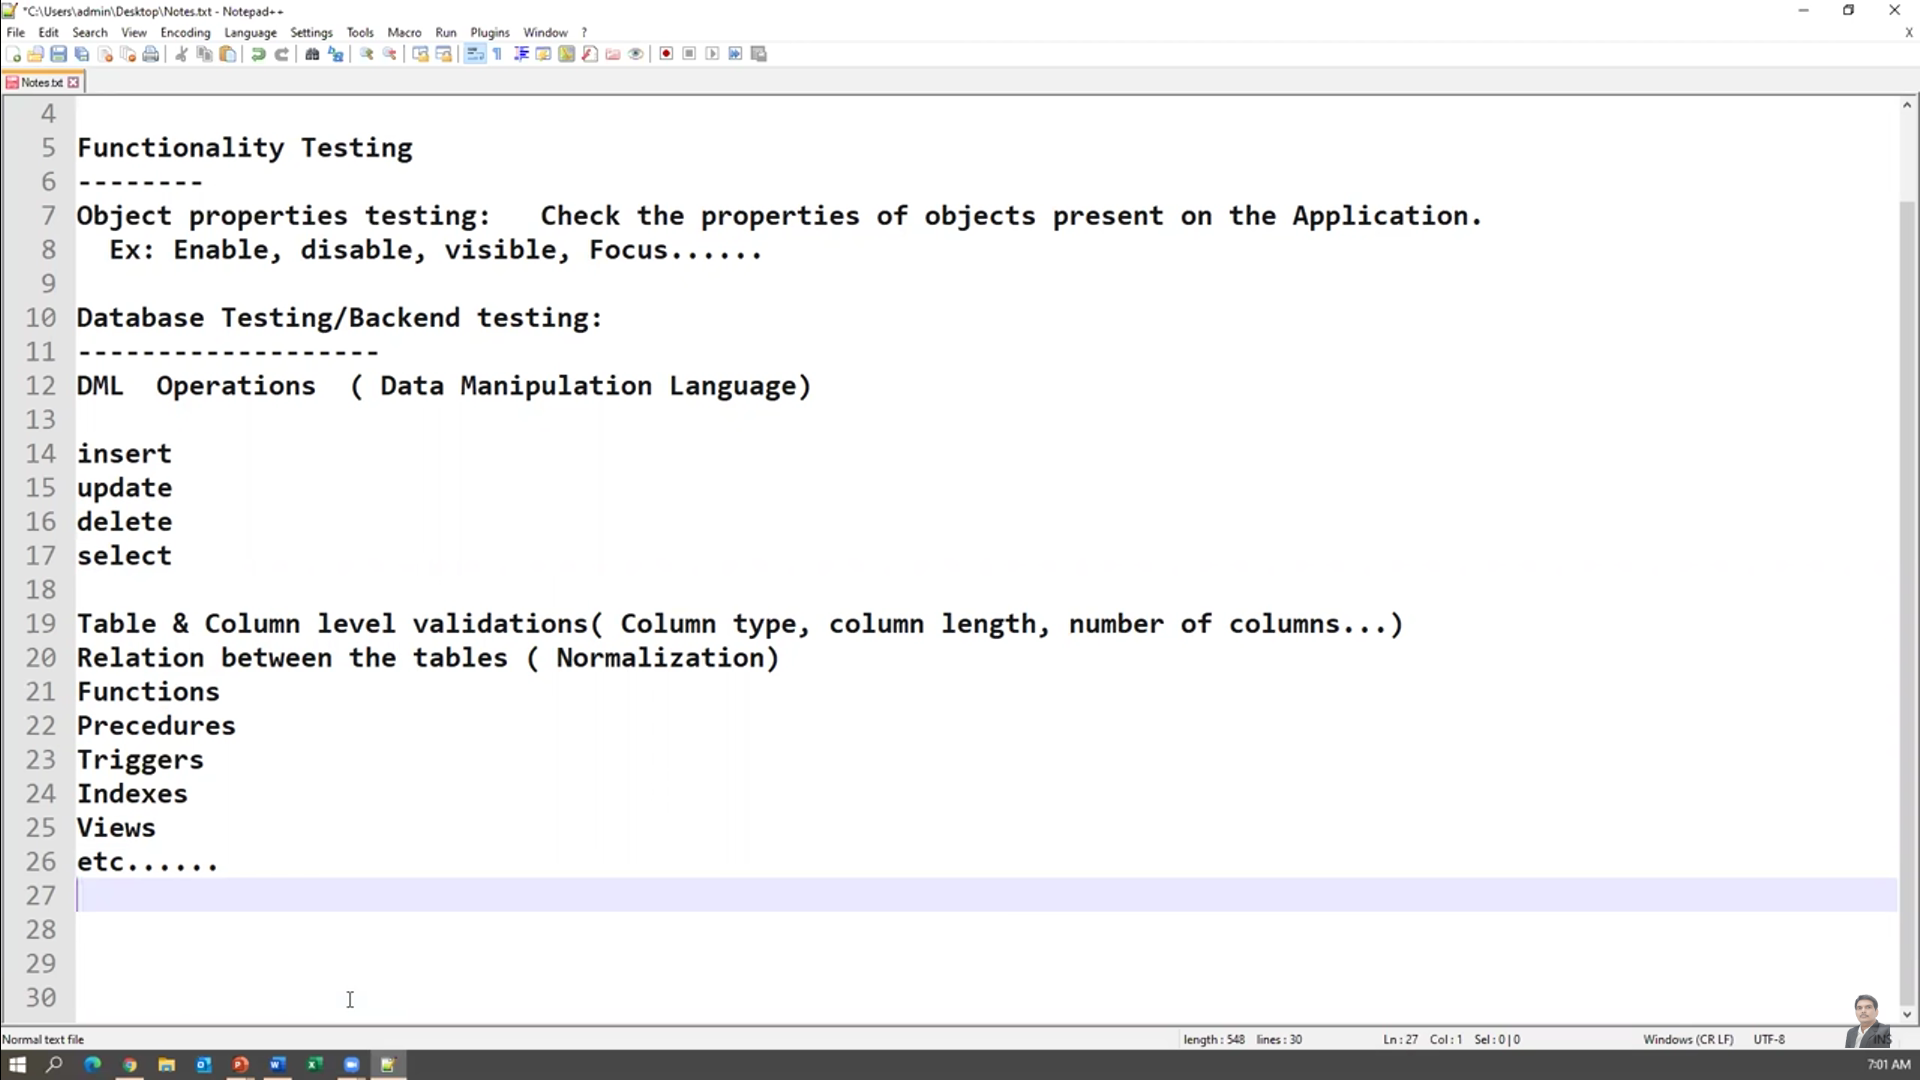 *C:\Users\admin\Desktop\Notes.txt - Notepad++
File Edit Search View Encoding Language Settings Tools Macro Run Plugins Window ? X
Notes.txt
4
5 Functionality Testing
6 --------
7 Object properties testing:   Check the properties of objects present on the Application.
8   Ex: Enable, disable, visible, Focus......
9
10 Database Testing/Backend testing:
11 -------------------
12 DML  Operations  ( Data Manipulation Language)
13
14 insert
15 update
16 delete
17 select
18
19 Table & Column level validations( Column type, column length, number of columns...)
20 Relation between the tables ( Normalization)
21 Functions
22 Precedures
23 Triggers
24 Indexes
25 Views
26 etc......
27
28
29
30
Normal text file length : 548 lines : 30 Ln : 27 Col : 1 Sel : 0 | 0 Windows (CR LF) UTF-8 INS
7:01 AM